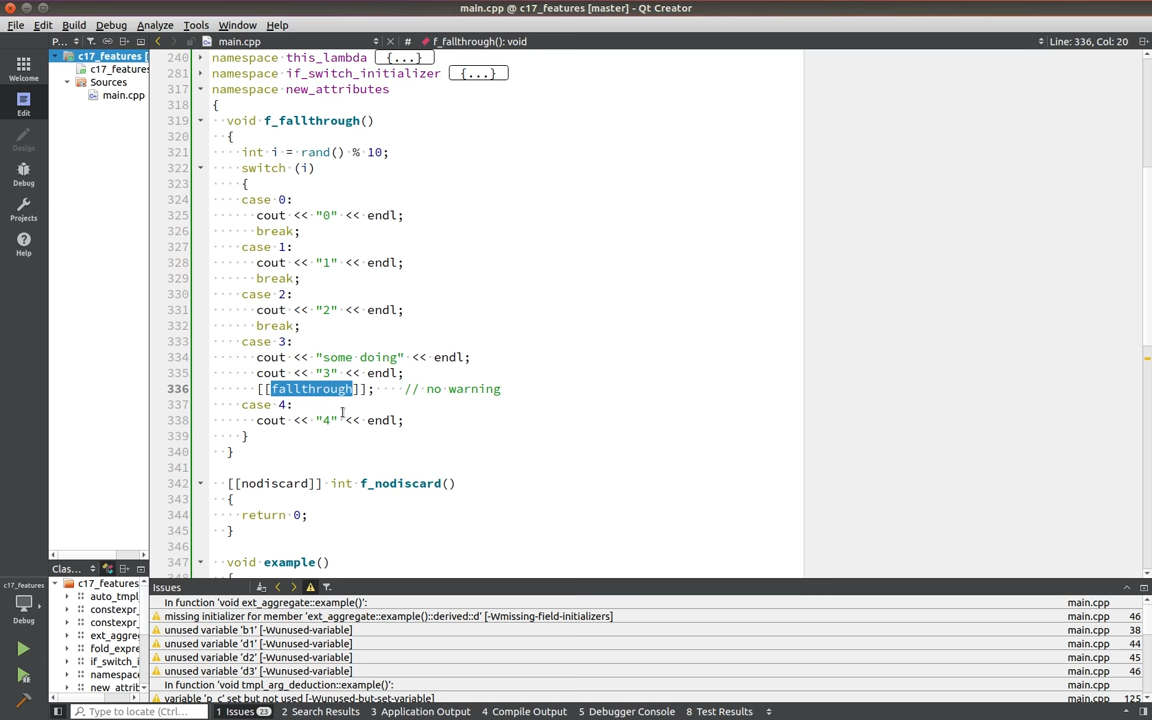 main.cpp @ c17_features [master] - Qt Creator
File Edit Build Debug Analyze Tools Window Help
P... main.cpp # f_fallthrough(): void Line: 336, Col: 20
Welcome
Edit
Design
Debug
Projects
Help
c17_features [
c17_features
Sources
main.cpp
240 namespace this_lambda {...}
281 namespace if_switch_initializer {...}
317 namespace new_attributes
318 {
319 void f_fallthrough()
320 {
321 int i = rand() % 10;
322 switch (i)
323 {
324 case 0:
325 cout << "0" << endl;
326 break;
327 case 1:
328 cout << "1" << endl;
329 break;
330 case 2:
331 cout << "2" << endl;
332 break;
333 case 3:
334 cout << "some doing" << endl;
335 cout << "3" << endl;
336 [[fallthrough]]; // no warning
337 case 4:
338 cout << "4" << endl;
339 }
340 }
341
342 [[nodiscard]] int f_nodiscard()
343 {
344 return 0;
345 }
346
347 void example()
Clas...
c17_features
auto_tmpl
constexpr
constexpr_
ext_aggre
fold_expre
if_switch_i
namespace
new_attrib
c17_features
Debug
Issues
In function 'void ext_aggregate::example()': main.cpp
missing initializer for member 'ext_aggregate::example()::derived::d' [-Wmissing-field-initializers] main.cpp 46
unused variable 'b1' [-Wunused-variable] main.cpp 38
unused variable 'd1' [-Wunused-variable] main.cpp 44
unused variable 'd2' [-Wunused-variable] main.cpp 45
unused variable 'd3' [-Wunused-variable] main.cpp 46
In function 'void tmpl_arg_deduction::example()': main.cpp
variable 'p_c' set but not used [-Wunused-but-set-variable] main.cpp 125
Type to locate (Ctrl... 1 Issues 23 2 Search Results 3 Application Output 4 Compile Output 5 Debugger Console 8 Test Results